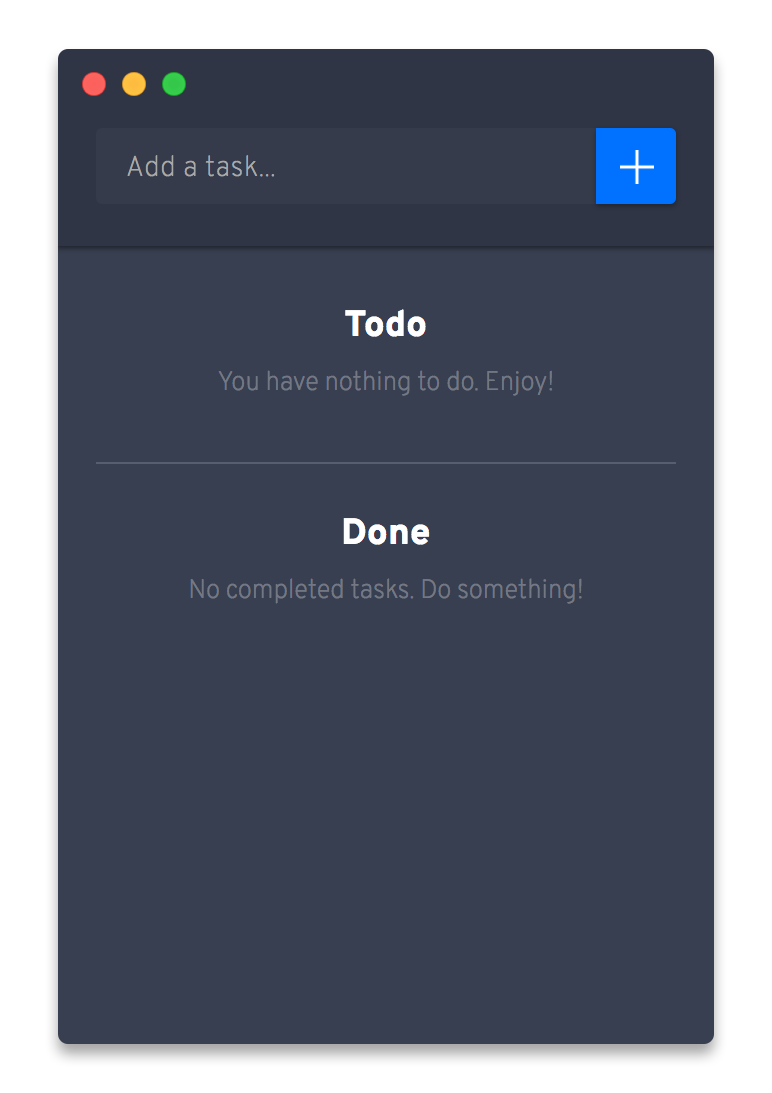 Add a task...
Todo
You have nothing to do. Enjoy!
Done
No completed tasks. Do something!